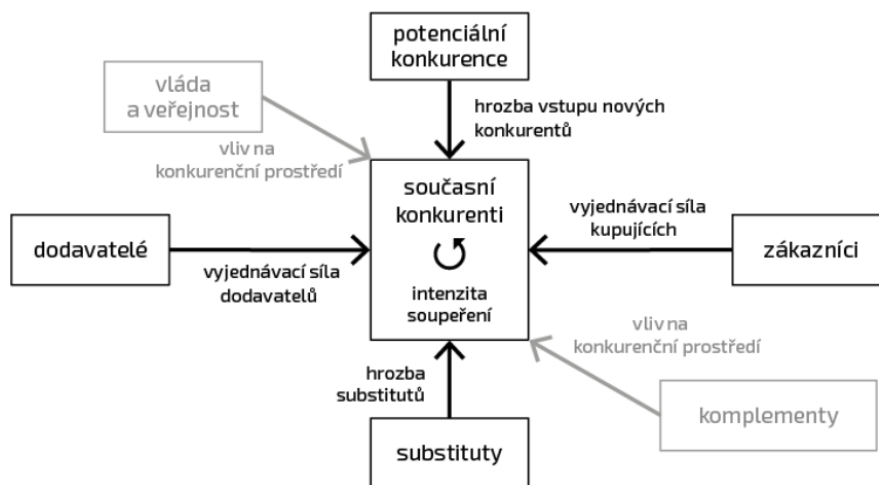 potenciální
konkurence
vláda
a veřejnost
hrozba vstupu nových
konkurentů
vliv na
konkurenční prostředí
současní
konkurenti
intenzita
soupeření
dodavatelé
vyjednávací síla
dodavatelů
vyjednávací síla
kupujících
zákazníci
vliv na
konkurenční prostředí
hrozba
substitutů
komplementy
substituty